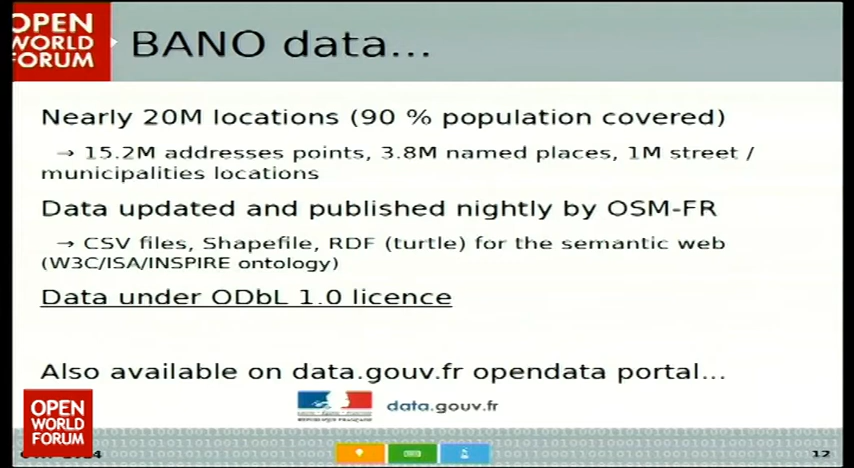 OPEN
WORLD
FORUM
BANO data...
Nearly 20M locations (90 % population covered)
→ 15.2M addresses points, 3.8M named places, 1M street /
municipalities locations
Data updated and published nightly by OSM-FR
→ CSV files, Shapefile, RDF (turtle) for the semantic web
(W3C/ISA/INSPIRE ontology)
Data under ODbL 1.0 licence
Also available on data.gouv.fr opendata portal...
data.gouv.fr
OPEN
WORLD
FORUM
12